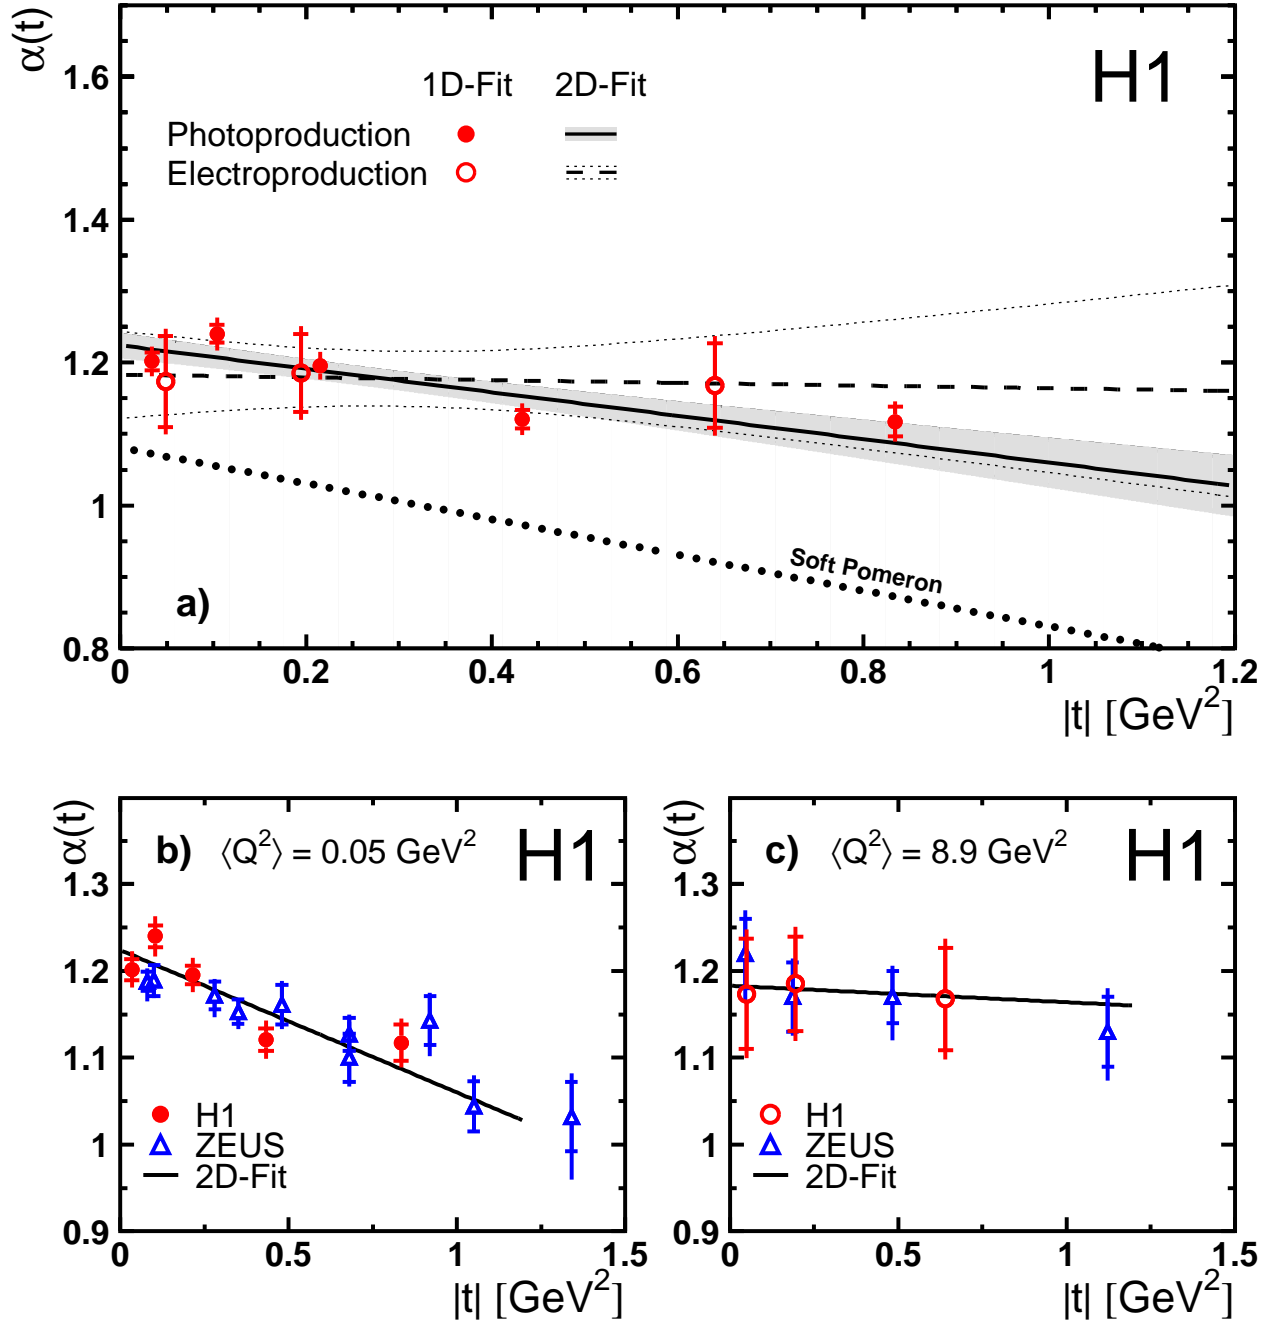 α(t)
H1
1D-Fit 2D-Fit
Photoproduction
Electroproduction
1.6
1.4
1.2
1
0.8
Soft Pomeron
a)
0 0.2 0.4 0.6 0.8 1 1.2
|t| [GeV²]
α(t)
b) ⟨Q²⟩ = 0.05 GeV² H1
1.3
1.2
1.1
1
0.9
H1
ZEUS
2D-Fit
0 0.5 1 1.5
|t| [GeV²]
α(t)
c) ⟨Q²⟩ = 8.9 GeV² H1
1.3
1.2
1.1
1
0.9
H1
ZEUS
2D-Fit
0 0.5 1 1.5
|t| [GeV²]